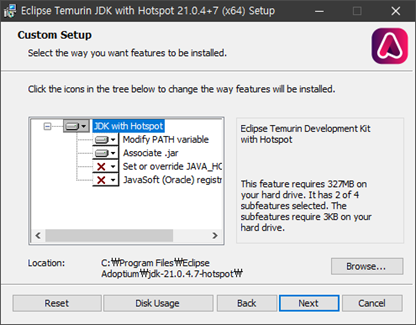 Eclipse Temurin JDK with Hotspot 21.0.4+7 (x64) Setup
Custom Setup
Select the way you want features to be installed.
Click the icons in the tree below to change the way features will be installed.
JDK with Hotspot
Modify PATH variable
Associate .jar
Set or override JAVA_HO
JavaSoft (Oracle) registr
Eclipse Temurin Development Kit
with Hotspot
This feature requires 327MB on
your hard drive. It has 2 of 4
subfeatures selected. The
subfeatures require 3KB on your
hard drive.
Location:
C:₩Program Files₩Eclipse
Adoptium₩jdk-21.0.4.7-hotspot₩
Browse...
Reset
Disk Usage
Back
Next
Cancel